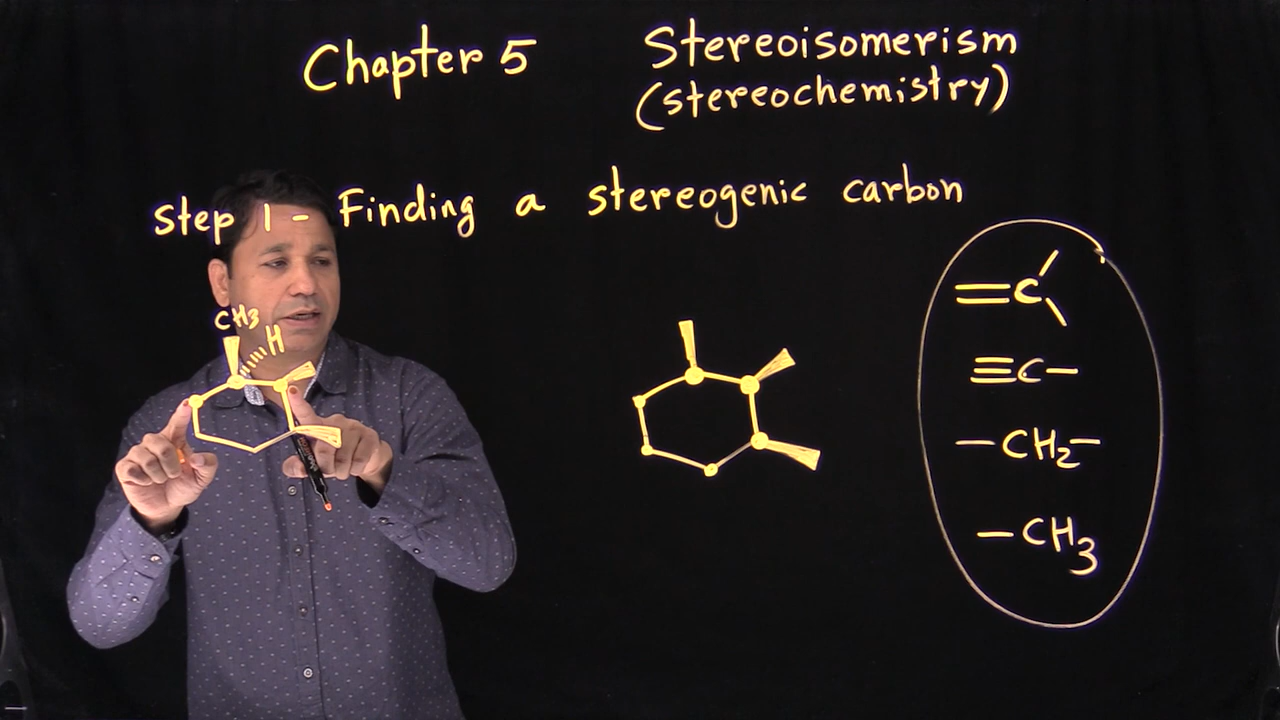 Chapter 5
Stereoisomerism
(stereochemistry)
Step 1 - Finding a stereogenic carbon
CH3
H
=C
≡C-
-CH2-
-CH3